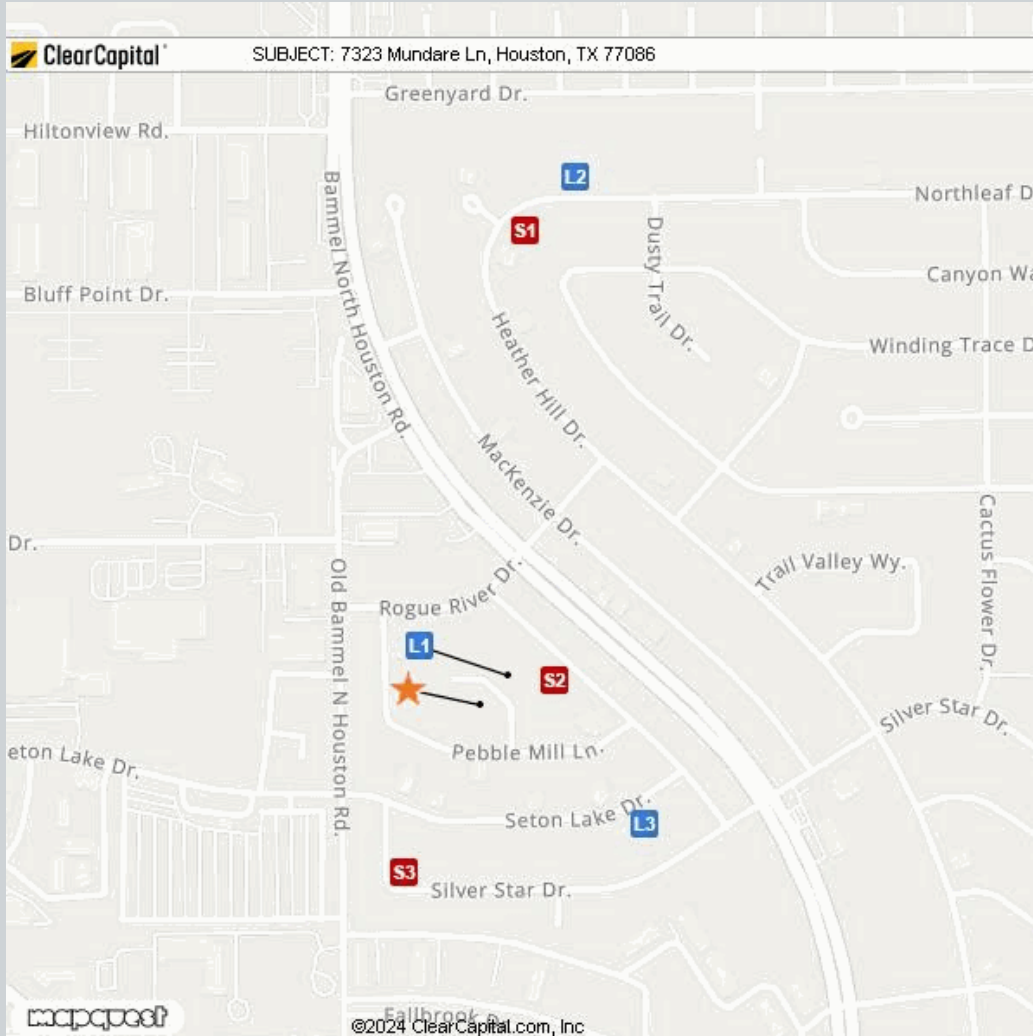 ClearCapital
SUBJECT: 7323 Mundare Ln, Houston, TX 77086
Greenyard Dr.
Hiltonview Rd.
L2
Northleaf D
S1
Bammel North Houston Rd.
Dusty Trail Dr.
Canyon Wa
Bluff Point Dr.
Heather Hill Dr.
Winding Trace D
MacKenzie Dr.
Cactus Flower Dr.
Dr.
Trail Valley Wy.
Old Bammel N Houston Rd.
Rogue River Dr.
L1
S2
Silver Star Dr.
Pebble Mill Ln.
eton Lake Dr.
Seton Lake Dr.
L3
S3
Silver Star Dr.
mapquest
©2024 ClearCapital.com, Inc
Fallbrook